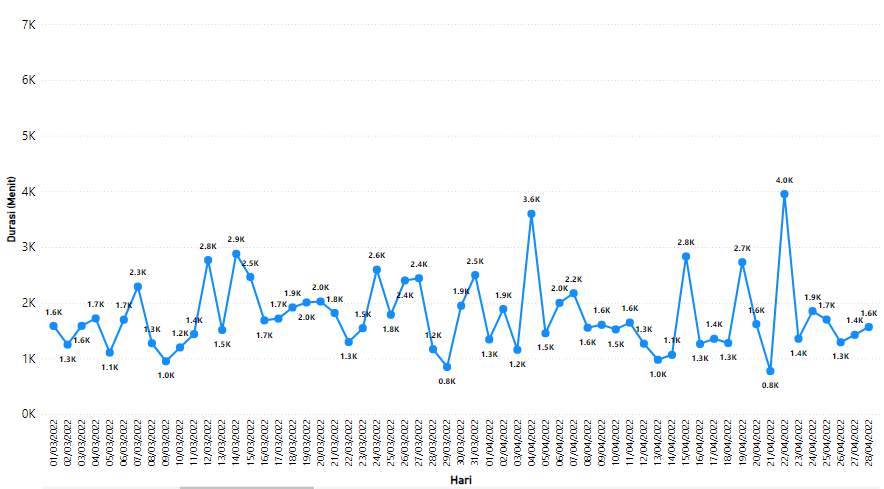 7K
6K
5K
4K
3K
2K
1K
0K
Durasi (Menit)
1.6K
1.3K
1.6K
1.7K
1.1K
1.7K
2.3K
1.3K
1.0K
1.2K
1.4K
2.8K
1.5K
2.9K
2.5K
1.7K
1.7K
1.9K
2.0K
2.0K
1.8K
1.3K
1.5K
2.6K
1.8K
2.4K
2.4K
1.2K
0.8K
1.9K
2.5K
1.3K
1.9K
1.2K
3.6K
1.5K
2.0K
2.2K
1.6K
1.6K
1.5K
1.6K
1.3K
1.0K
1.1K
2.8K
1.3K
1.4K
1.3K
2.7K
1.6K
0.8K
4.0K
1.4K
1.9K
1.7K
1.3K
1.4K
1.6K
01/03/2022
02/03/2022
03/03/2022
04/03/2022
05/03/2022
06/03/2022
07/03/2022
08/03/2022
09/03/2022
10/03/2022
11/03/2022
12/03/2022
13/03/2022
14/03/2022
15/03/2022
16/03/2022
17/03/2022
18/03/2022
19/03/2022
20/03/2022
21/03/2022
22/03/2022
23/03/2022
24/03/2022
25/03/2022
26/03/2022
27/03/2022
28/03/2022
29/03/2022
30/03/2022
31/03/2022
01/04/2022
02/04/2022
03/04/2022
04/04/2022
05/04/2022
06/04/2022
07/04/2022
08/04/2022
09/04/2022
10/04/2022
11/04/2022
12/04/2022
13/04/2022
14/04/2022
15/04/2022
16/04/2022
17/04/2022
18/04/2022
19/04/2022
20/04/2022
21/04/2022
22/04/2022
23/04/2022
24/04/2022
25/04/2022
26/04/2022
27/04/2022
28/04/2022
Hari